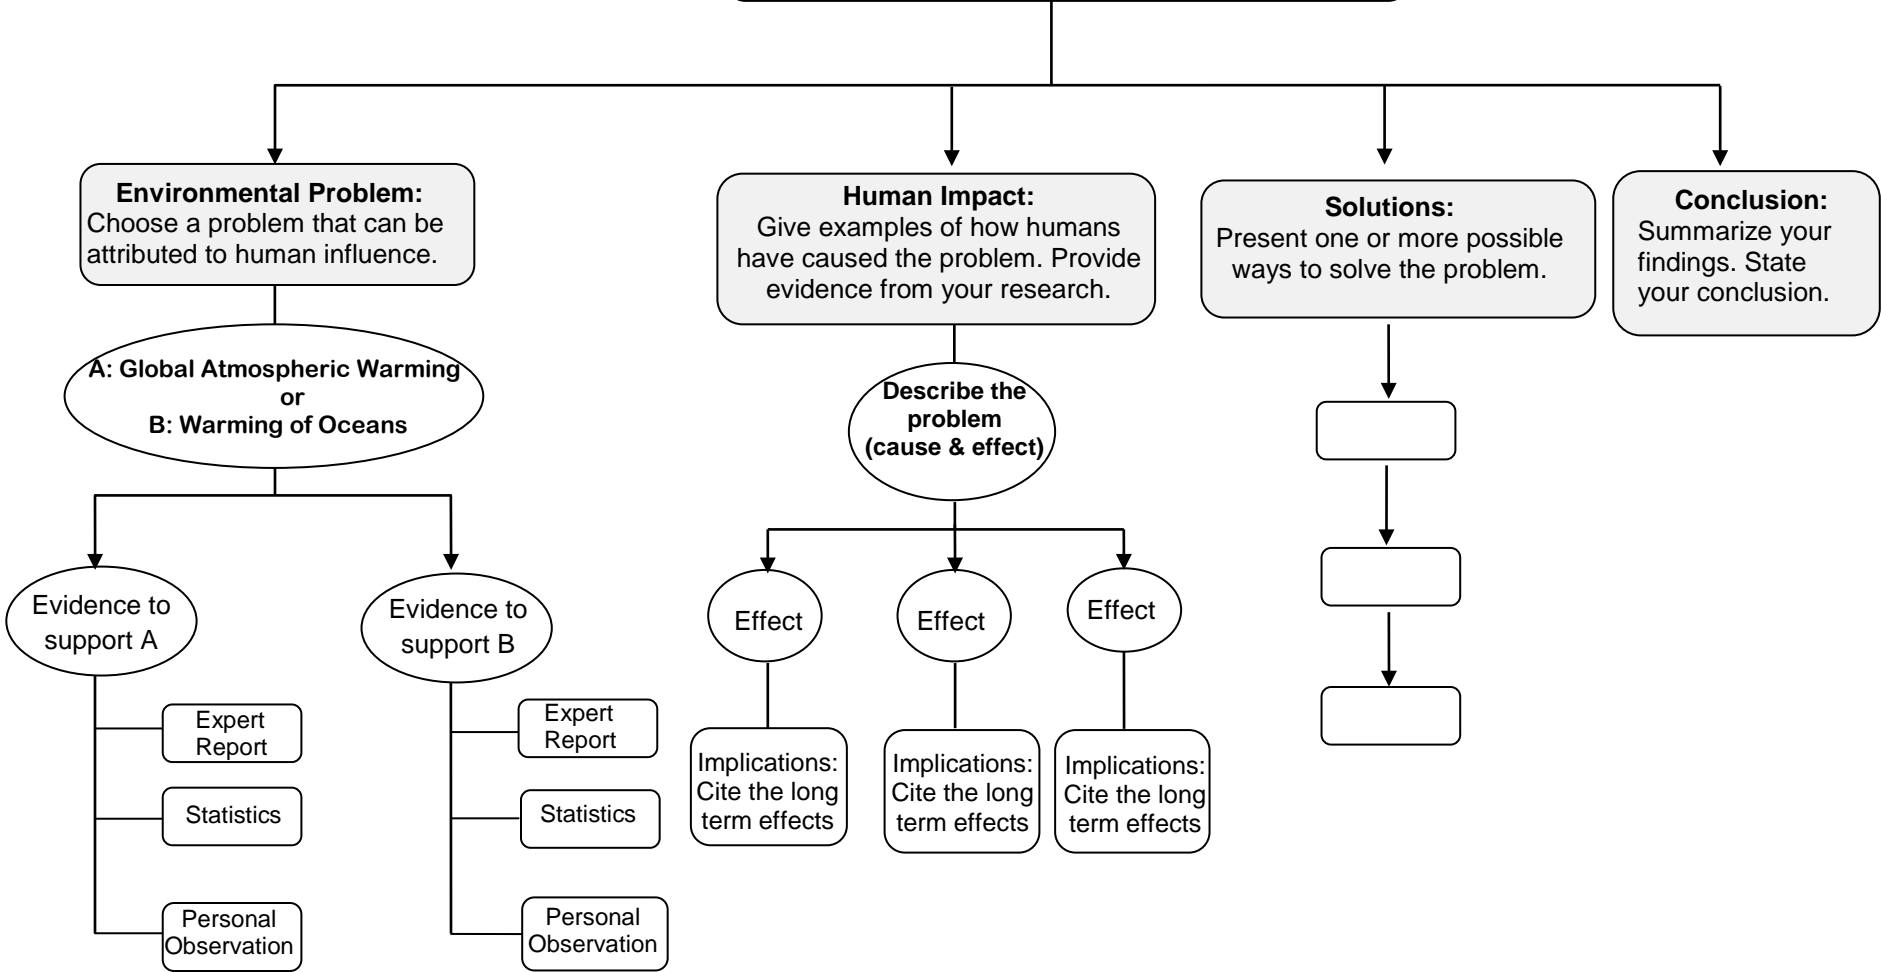 Environmental Problem:
Choose a problem that can be
attributed to human influence.
A: Global Atmospheric Warming
or
B: Warming of Oceans
Evidence to
support A
Expert
Report
Statistics
Personal
Observation
Evidence to
support B
Expert
Report
Statistics
Personal
Observation
Human Impact:
Give examples of how humans
have caused the problem. Provide
evidence from your research.
Describe the
problem
(cause & effect)
Effect
Implications:
Cite the long
term effects
Effect
Implications:
Cite the long
term effects
Effect
Implications:
Cite the long
term effects
Solutions:
Present one or more possible
ways to solve the problem.
Conclusion:
Summarize your
findings. State
your conclusion.